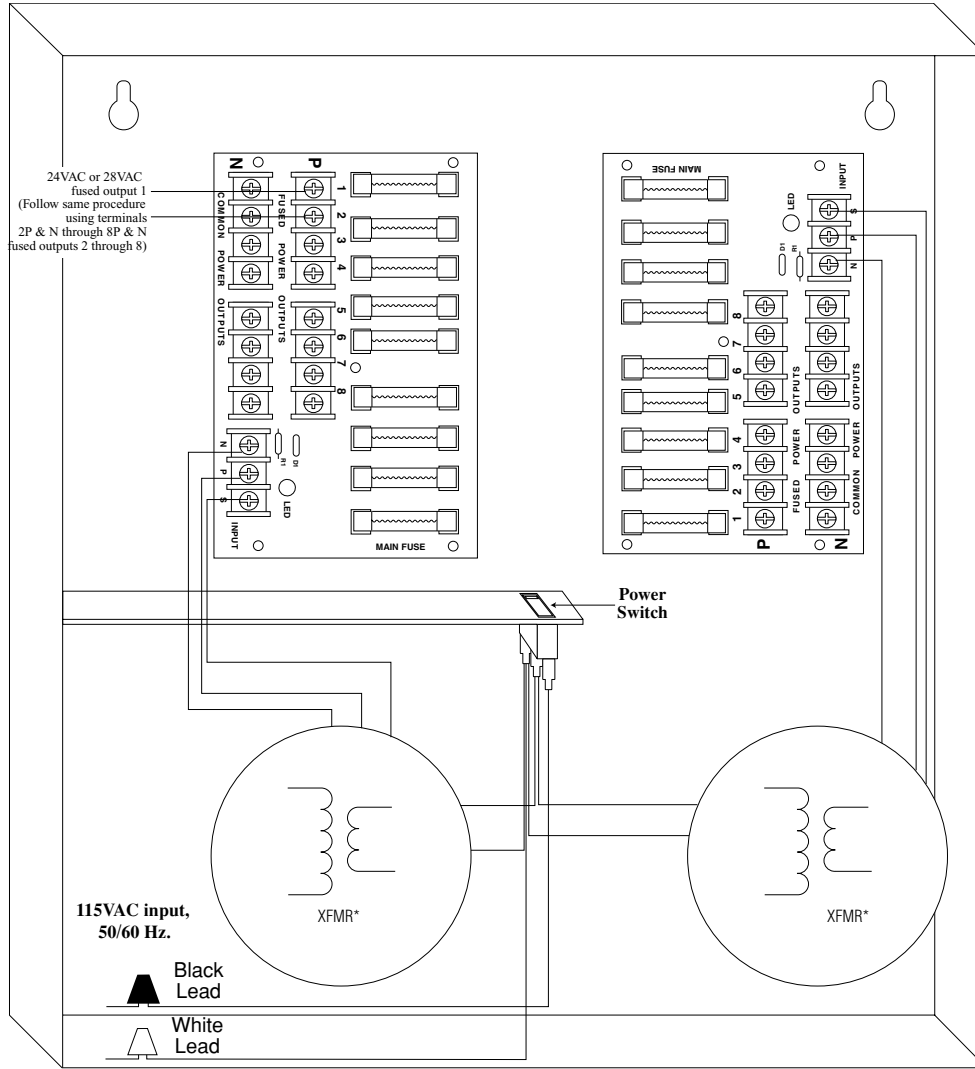 24VAC or 28VAC
fused output 1
(Follow same procedure
using terminals
2P & N through 8P & N
fused outputs 2 through 8)
N
P
COMMON POWER OUTPUTS
FUSED POWER OUTPUTS
1
2
3
4
5
6
7
8
N
P
S
R1
D1
LED
INPUT
MAIN FUSE
MAIN FUSE
INPUT
LED
S
P
N
D1
R1
8
7
6
5
4
3
2
1
FUSED POWER OUTPUTS
COMMON POWER OUTPUTS
P
N
Power
Switch
XFMR*
XFMR*
115VAC input,
50/60 Hz.
Black
Lead
White
Lead